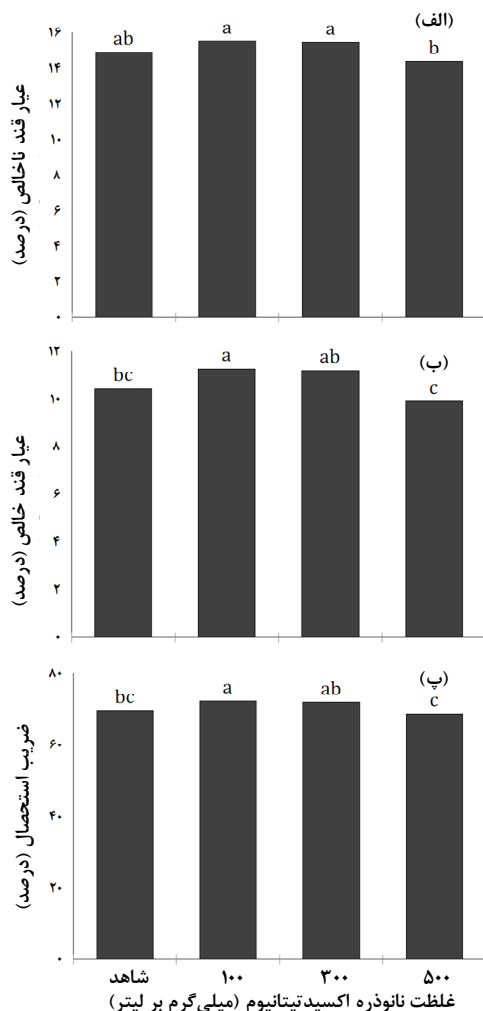 (الف)
عیار قند ناخالص (درصد)
۱۶
۱۴
۱۲
۱۰
۸
۶
۴
۲
۰
ab
a
a
b
(ب)
عیار قند خالص (درصد)
۱۲
۱۰
۸
۶
۴
۲
۰
bc
a
ab
c
(پ)
ضریب استحصال (درصد)
۸۰
۶۰
۴۰
۲۰
۰
bc
a
ab
c
شاهد ۱۰۰ ۳۰۰ ۵۰۰
غلظت نانوذره اکسیدتیتانیوم (میلی‌گرم بر لیتر)